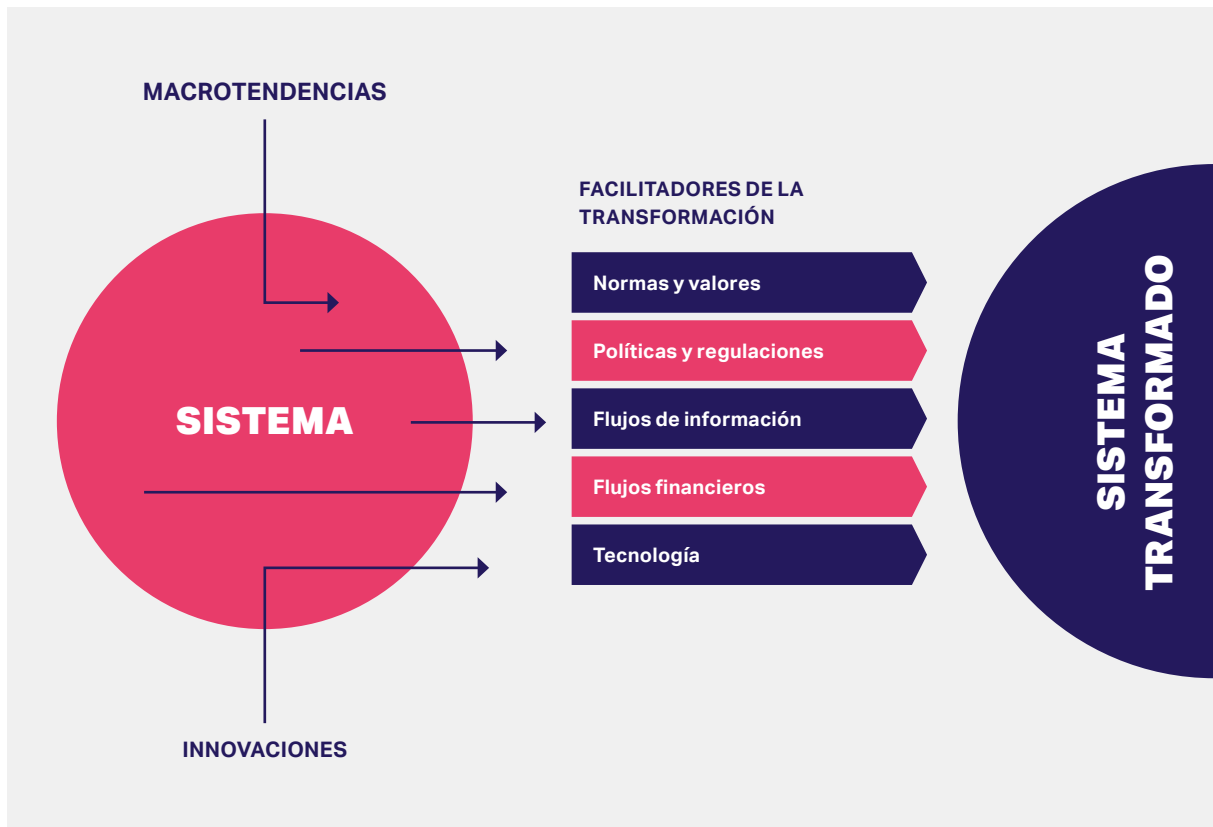 MACROTENDENCIAS
FACILITADORES DE LA
TRANSFORMACIÓN
Normas y valores
Políticas y regulaciones
SISTEMA
Flujos de información
Flujos financieros
Tecnología
SISTEMA
TRANSFORMADO
INNOVACIONES